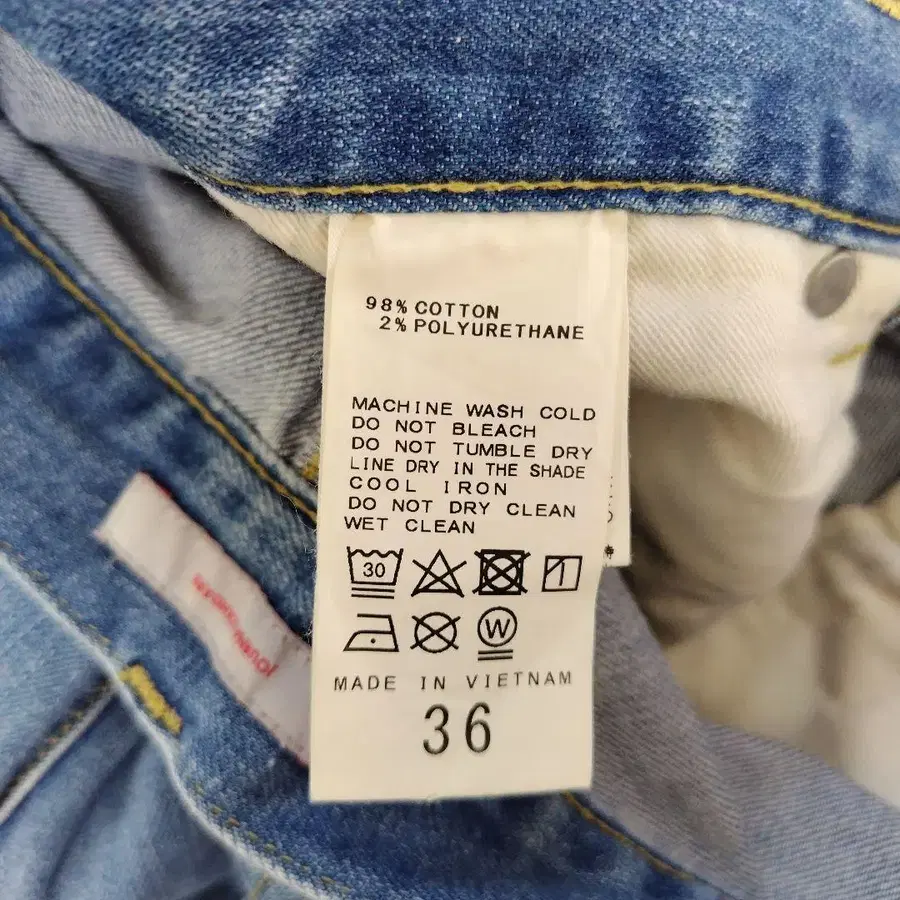 98% COTTON
2% POLYURETHANE
MACHINE WASH COLD
DO NOT BLEACH
DO NOT TUMBLE DRY
LINE DRY IN THE SHADE
COOL IRON
DO NOT DRY CLEAN
WET CLEAN
30
W
MADE IN VIETNAM
36